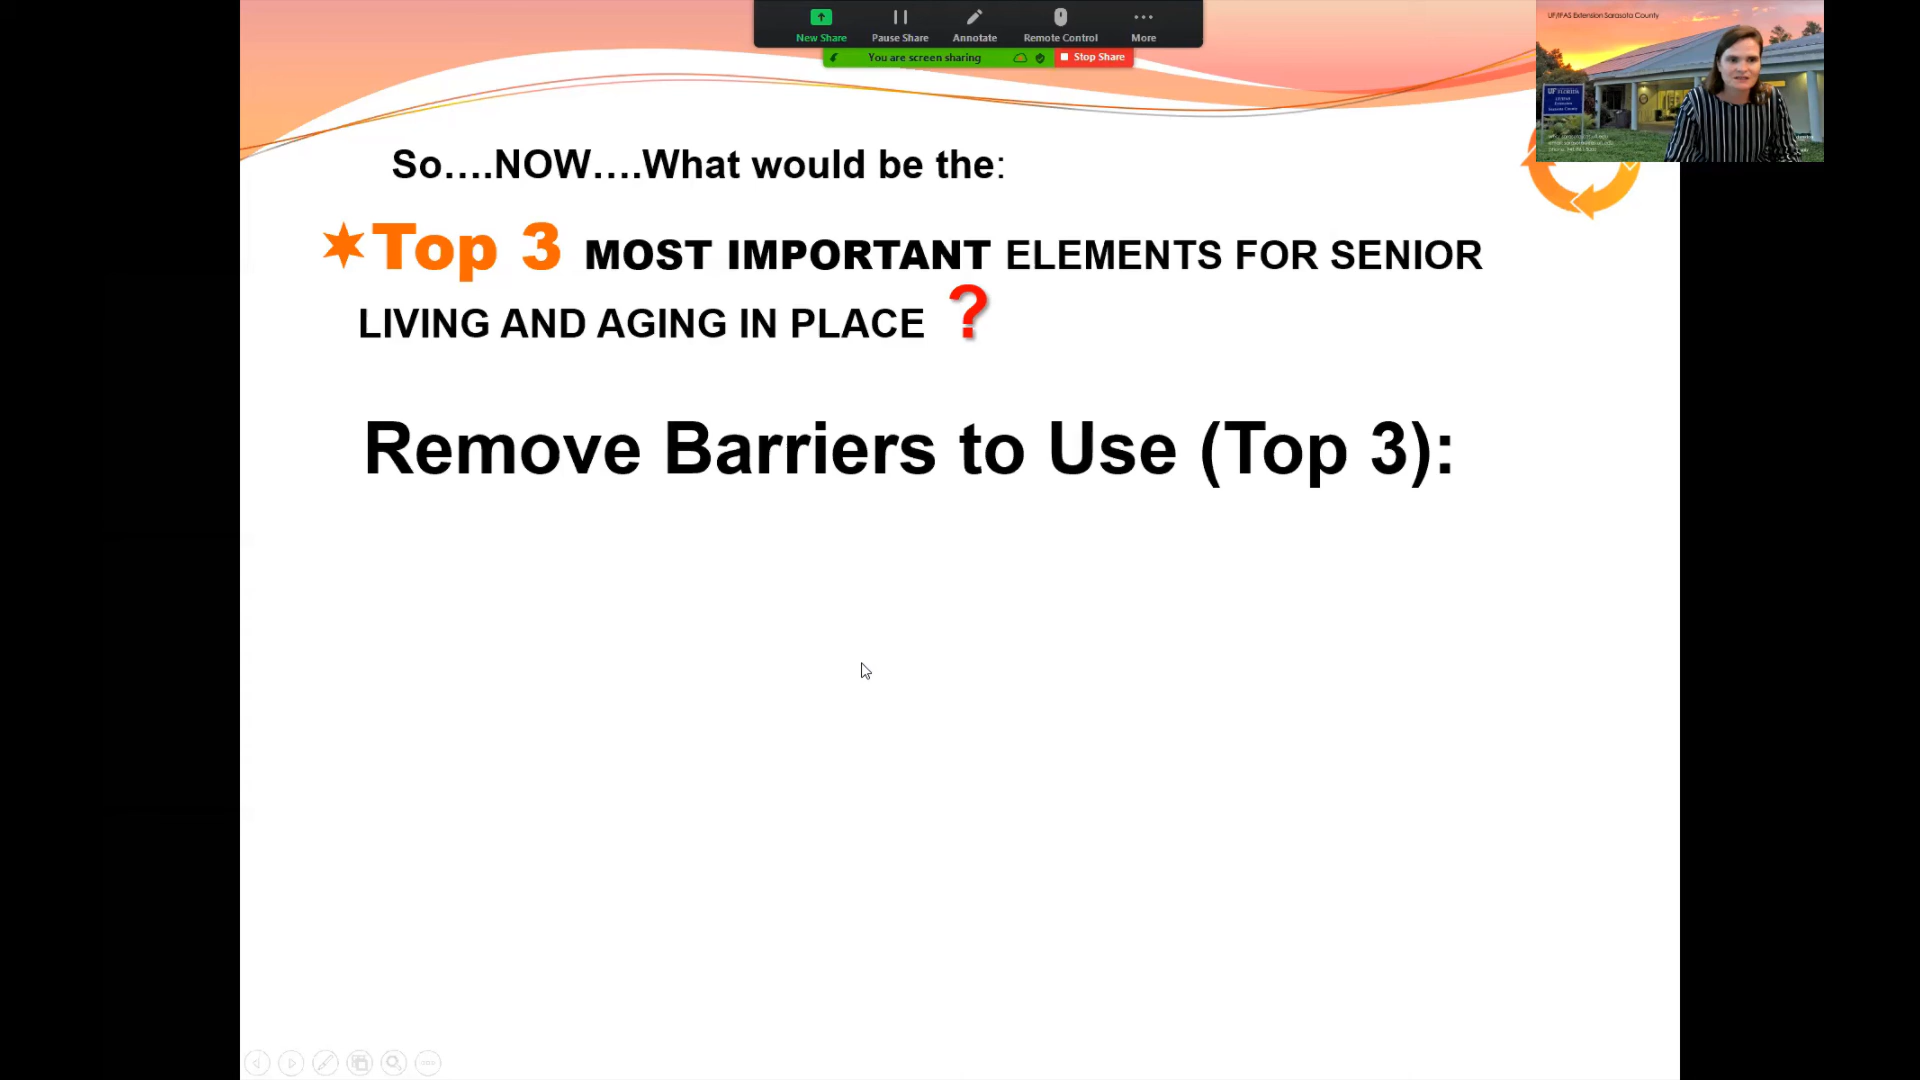 New Share
Pause Share
Annotate
Remote Control
More
You are screen sharing
Stop Share
UF/IFAS Extension Sarasota County
So....NOW....What would be the:
Top 3 MOST IMPORTANT ELEMENTS FOR SENIOR
LIVING AND AGING IN PLACE ?
Remove Barriers to Use (Top 3):